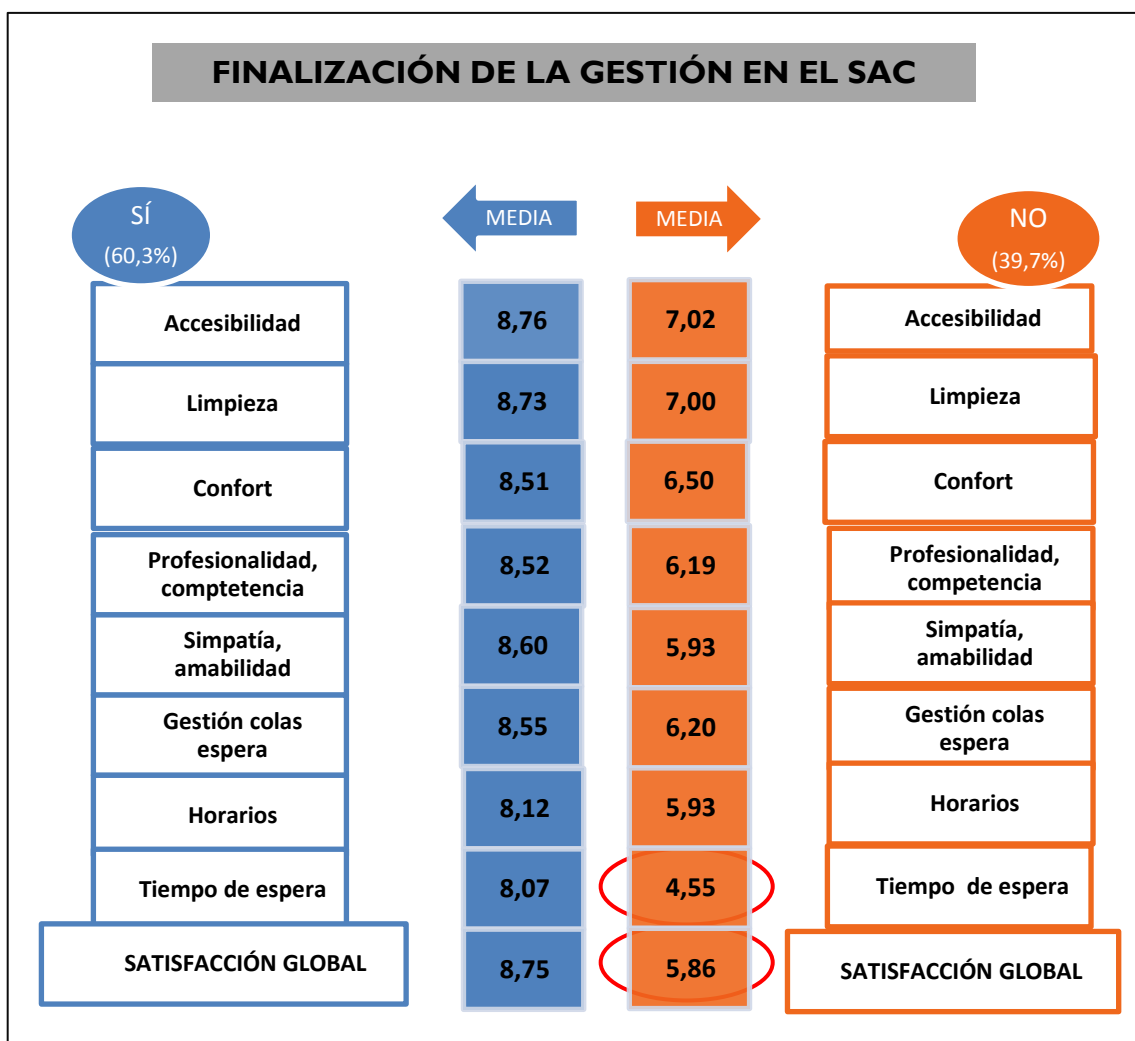 FINALIZACIÓN DE LA GESTIÓN EN EL SAC
SÍ
(60,3%)
MEDIA
MEDIA
NO
(39,7%)
Accesibilidad
8,76
7,02
Accesibilidad
Limpieza
8,73
7,00
Limpieza
Confort
8,51
6,50
Confort
Profesionalidad,
comptetencia
8,52
6,19
Profesionalidad,
competencia
Simpatía,
amabilidad
8,60
5,93
Simpatía,
amabilidad
Gestión colas
espera
8,55
6,20
Gestión colas
espera
Horarios
8,12
5,93
Horarios
Tiempo de espera
8,07
4,55
Tiempo de espera
SATISFACCIÓN GLOBAL
8,75
5,86
SATISFACCIÓN GLOBAL